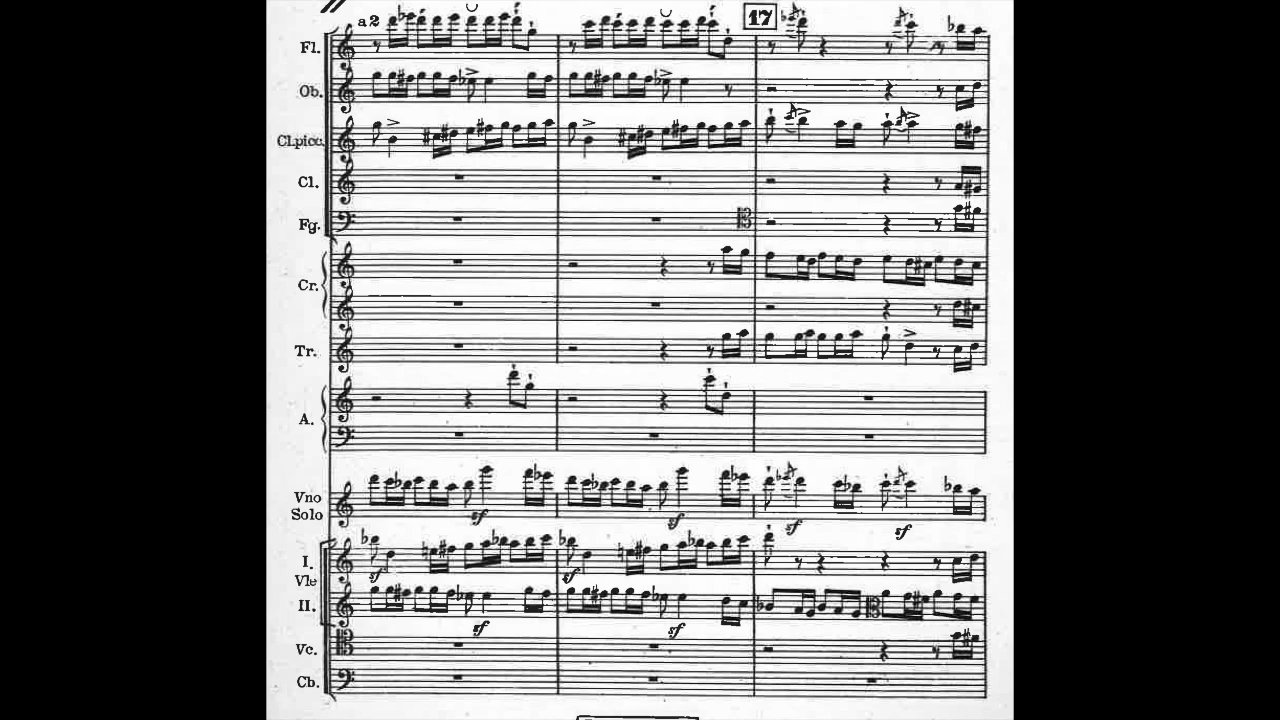 a 2
17
Fl.
Ob.
Cl.picc.
Cl.
Fg.
Cr.
Tr.
A.
Vno
Solo
sf
sf
sf
sf
I.
sf
sf
Vle
II.
sf
sf
Vc.
Cb.